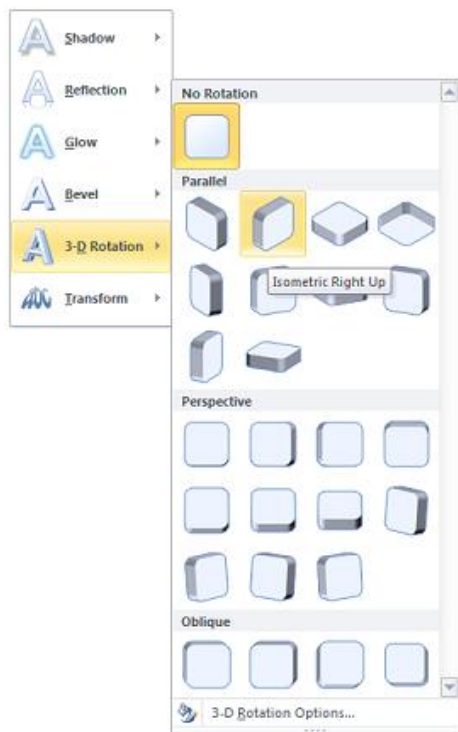 Shadow
Reflection
Glow
Bevel
3-D Rotation
Transform
No Rotation
Parallel
Isometric Right Up
Perspective
Oblique
3-D Rotation Options...